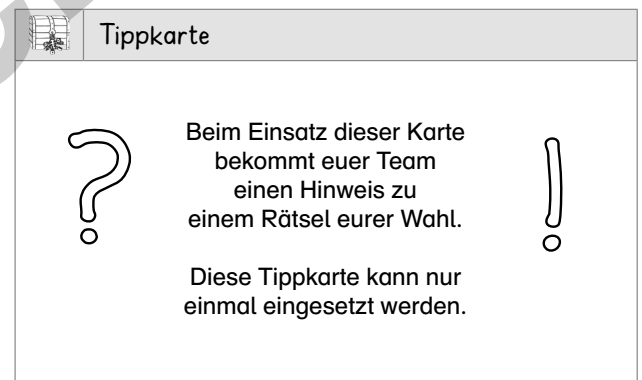 Tippkarte
Beim Einsatz dieser Karte
bekommt euer Team
einen Hinweis zu
einem Rätsel eurer Wahl.
Diese Tippkarte kann nur
einmal eingesetzt werden.
? !